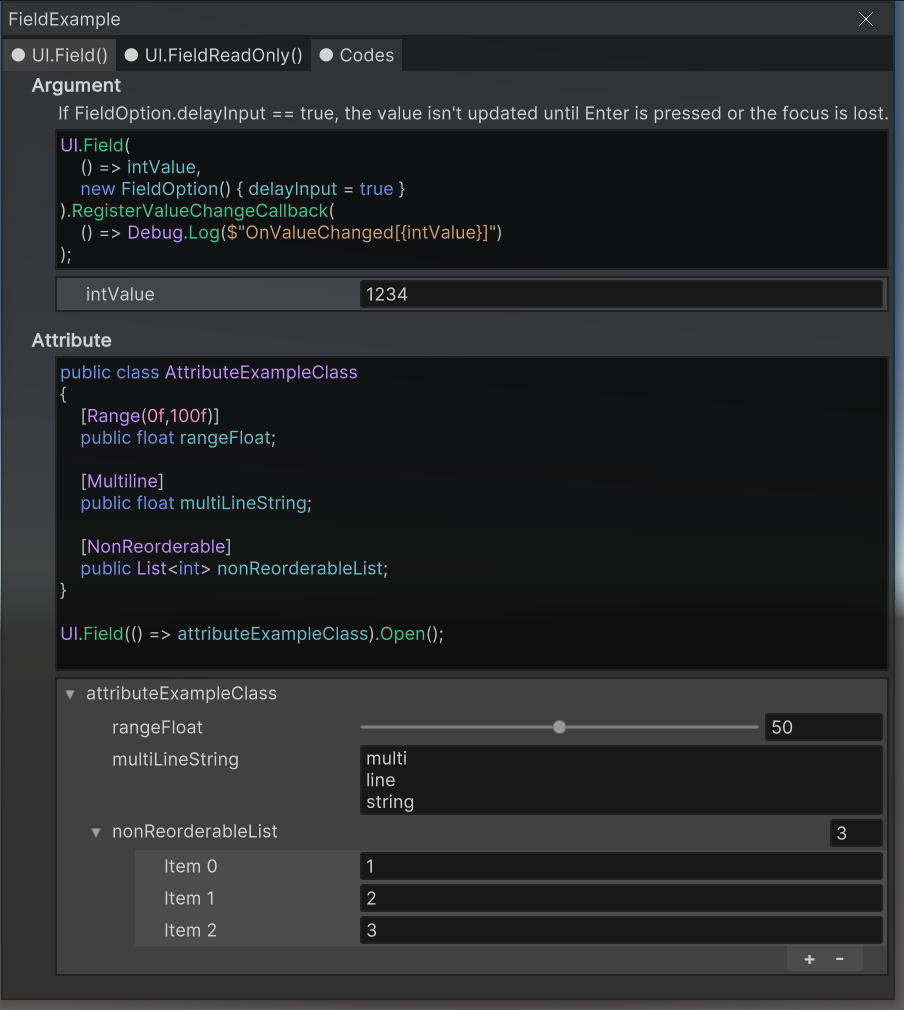 FieldExample
UI.Field() UI.FieldReadOnly() Codes
Argument
If FieldOption.delayInput == true, the value isn't updated until Enter is pressed or the focus is lost.
UI.Field(
() => intValue,
new FieldOption() { delayInput = true }
).RegisterValueChangeCallback(
() => Debug.Log($"OnValueChanged[{intValue}]")
);
intValue 1234
Attribute
public class AttributeExampleClass
{
[Range(0f,100f)]
public float rangeFloat;
[Multiline]
public float multiLineString;
[NonReorderable]
public List<int> nonReorderableList;
}
UI.Field(() => attributeExampleClass).Open();
attributeExampleClass
rangeFloat 50
multiLineString multi
line
string
nonReorderableList 3
Item 0 1
Item 1 2
Item 2 3
+ -